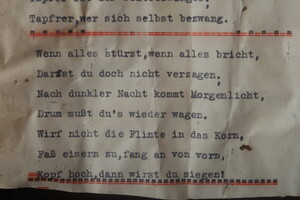 Tapfrer,wer sich selbst beswang.
Wenn alles stürst,wenn alles bricht,
Darfst du doch nicht verzagen,
Nach dunkler Nacht kommt Morgenlicht,
Drum mußt du's wieder wagen.
Wirf nicht die Flinte in das Korn,
Faß eisern zu,fang an von vorn,
Kopf hoch,dann wirst du siegen!